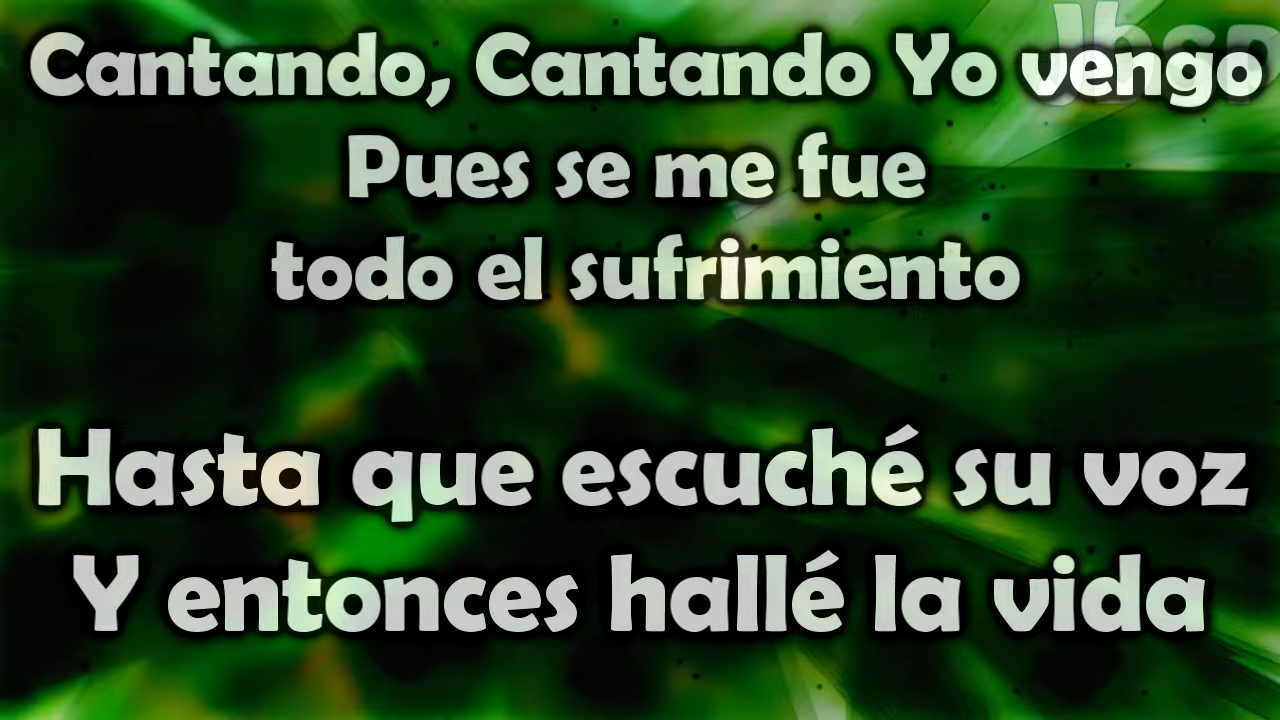 Cantando, Cantando Yo vengo
Pues se me fue
todo el sufrimiento
Hasta que escuché su voz
Y entonces hallé la vida